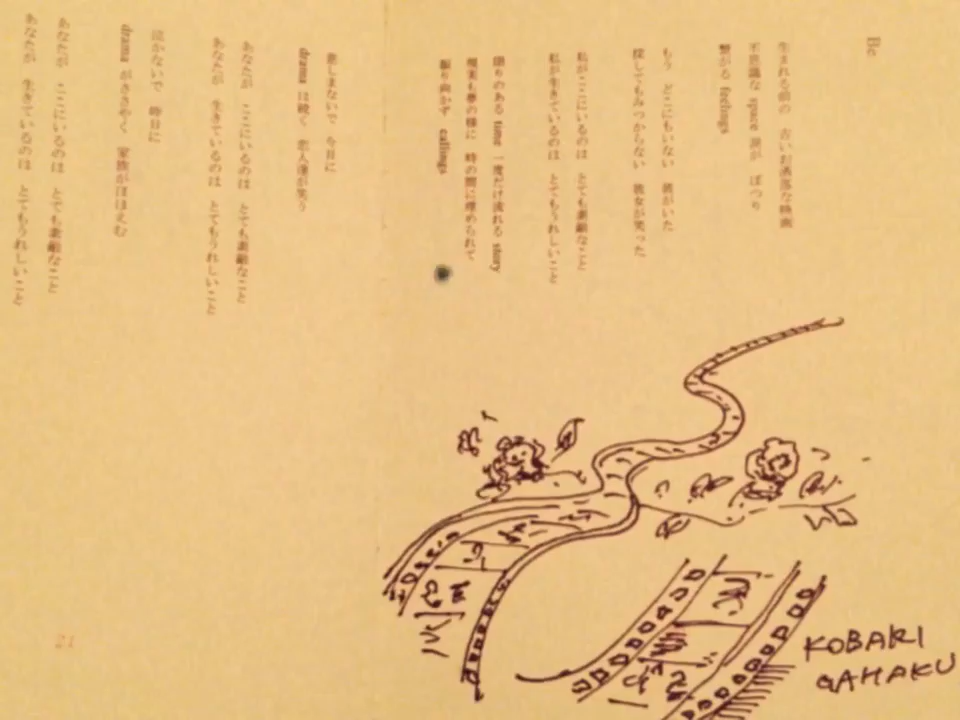 Be
生まれる前の 古いお洒落な映画
不思議な space 涙が ぽつり
繋がる feelings
もう どこにもいない 彼がいた
探してもみつからない 彼女が笑った
私がここにいるのは とても素敵なこと
私が生きているのは とてもうれしいこと
限りのある time 一度だけ流れる story
現実も夢の様に 時の間に埋められて
振り向かず callings
悲しまないで 今日に
drama は続く 恋人達が笑う
あなたが ここにいるのは とても素敵なこと
あなたが 生きているのは とてもうれしいこと
泣かないで 昨日に
drama がささやく 家族がほほえむ
あなたが ここにいるのは とても素敵なこと
あなたが 生きているのは とてもうれしいこと
KOBARI
GAHAKU
21